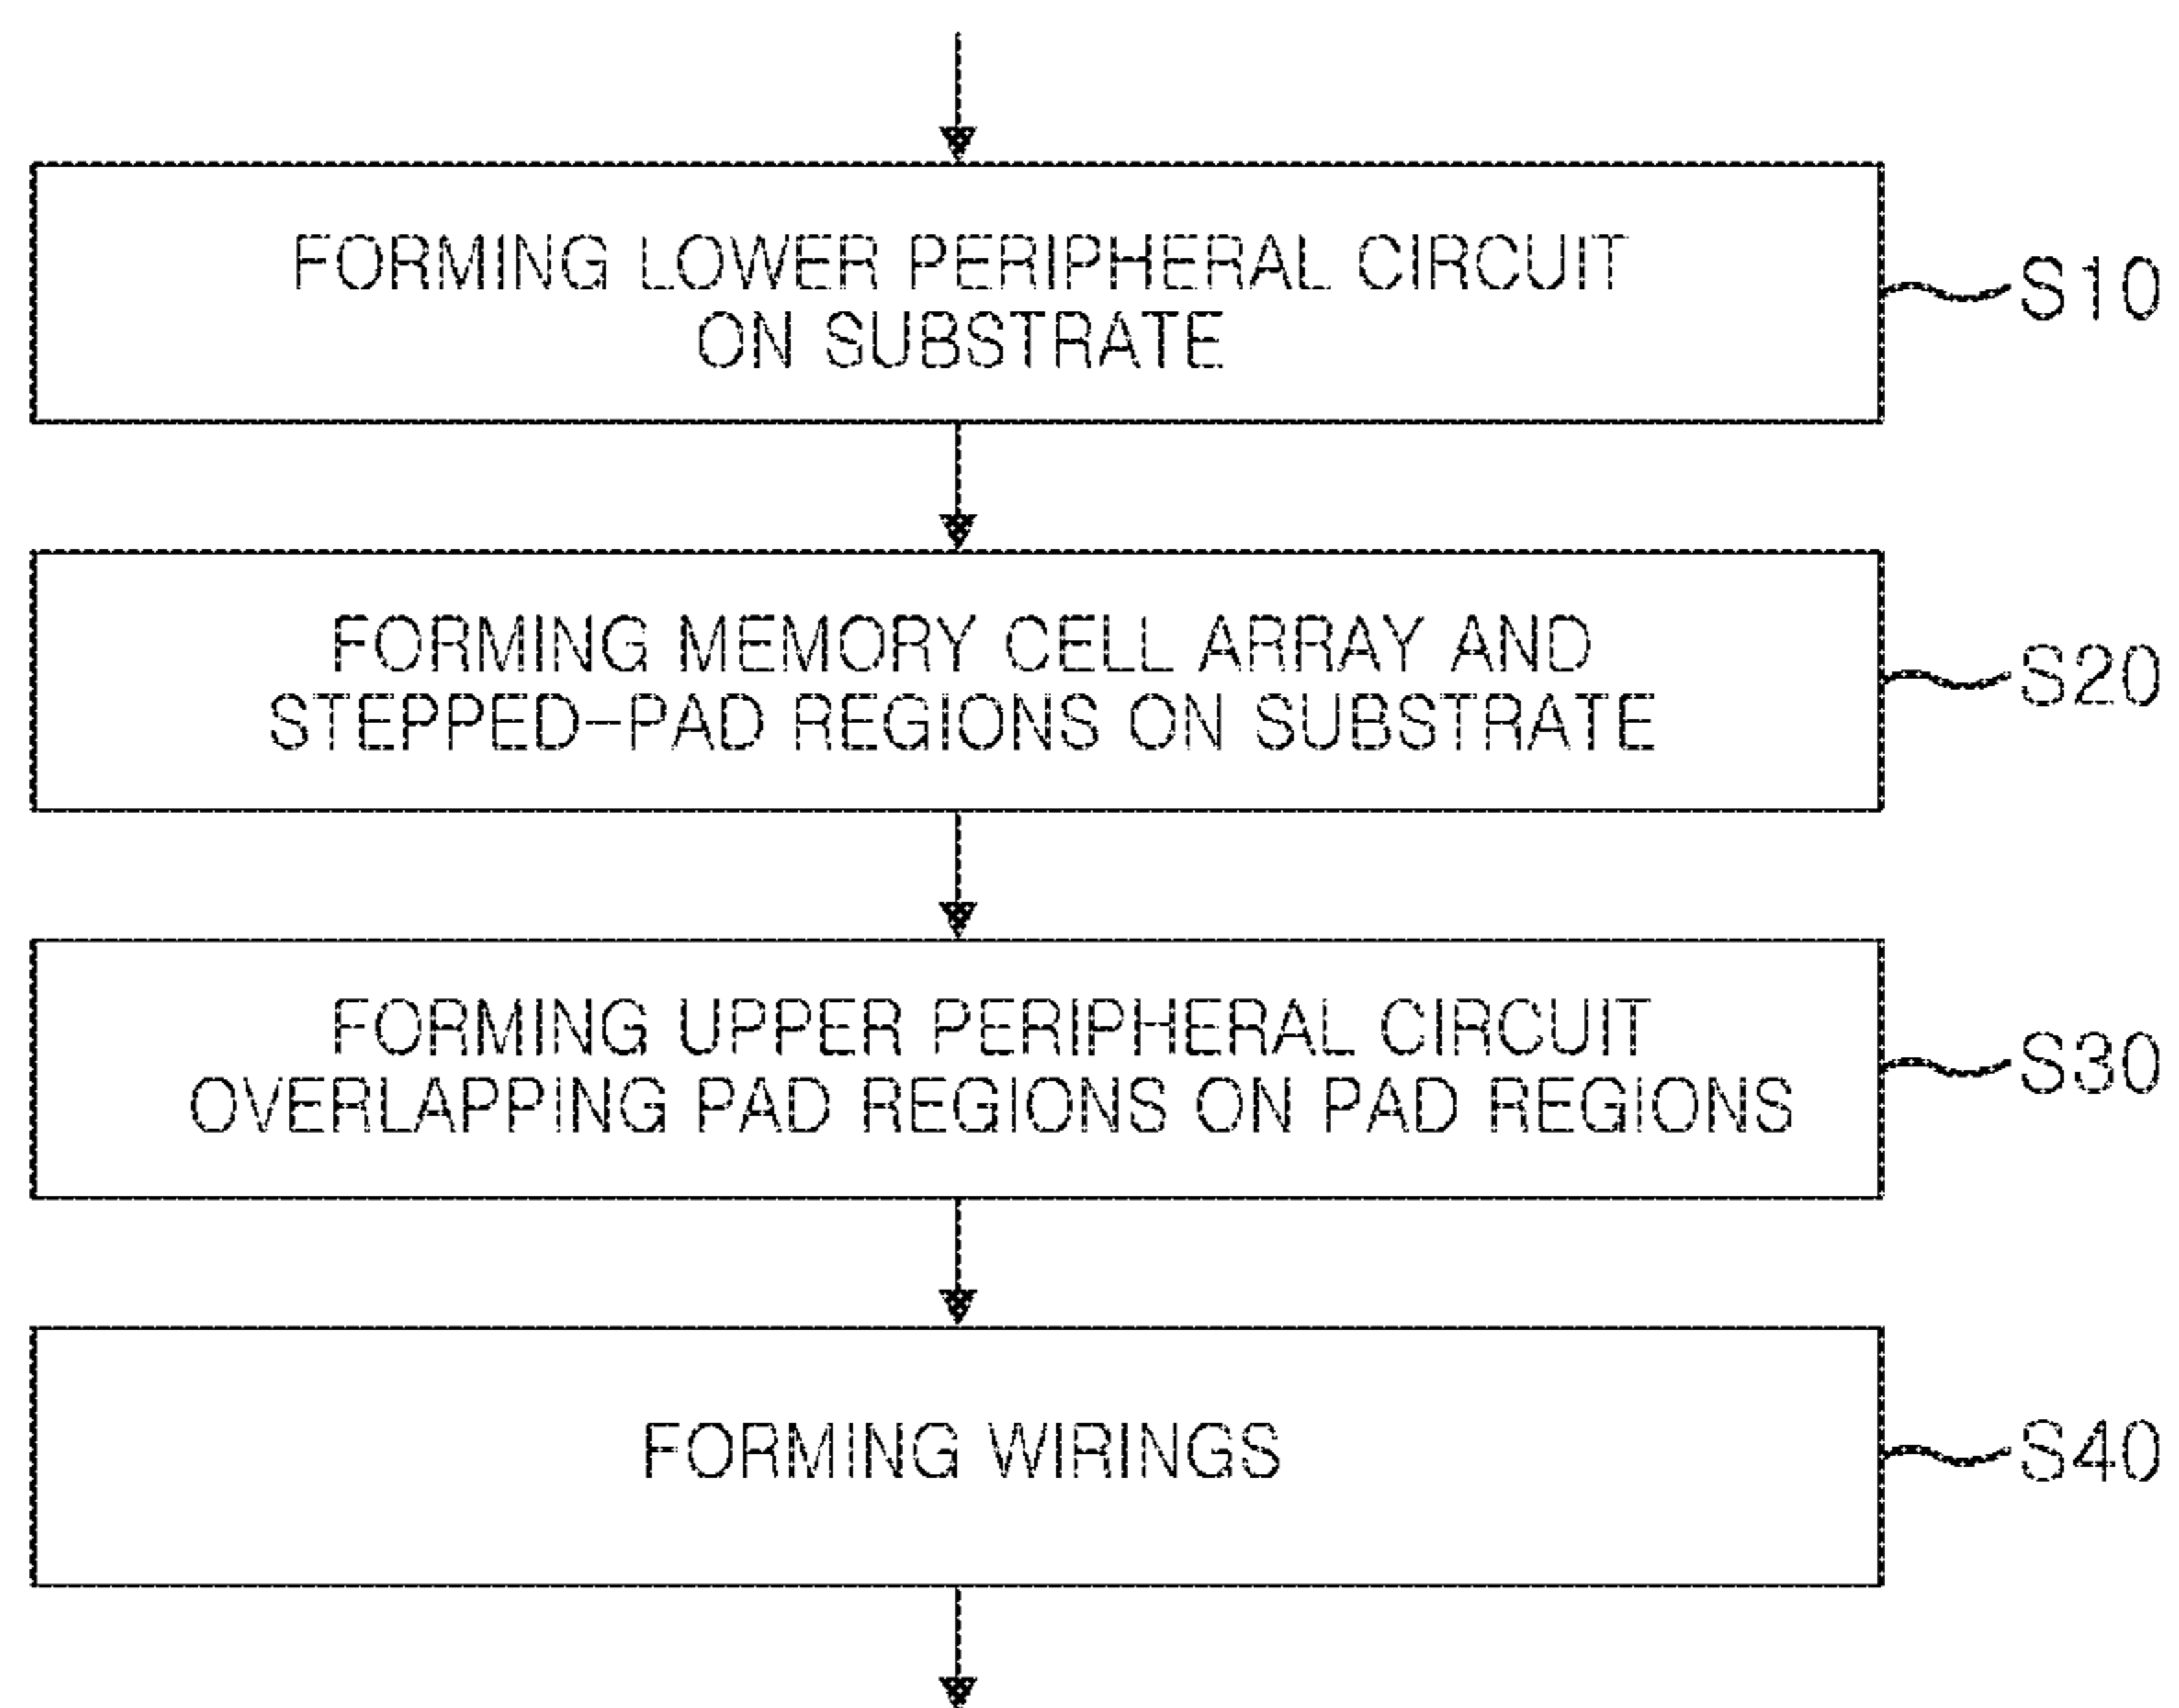 FORMING LOWER PERIPHERAL CIRCUIT
ON SUBSTRATE
S10
FORMING MEMORY CELL ARRAY AND
STEPPED-PAD REGIONS ON SUBSTRATE
S20
FORMING UPPER PERIPHERAL CIRCUIT
OVERLAPPING PAD REGIONS ON PAD REGIONS
S30
FORMING WIRINGS
S40